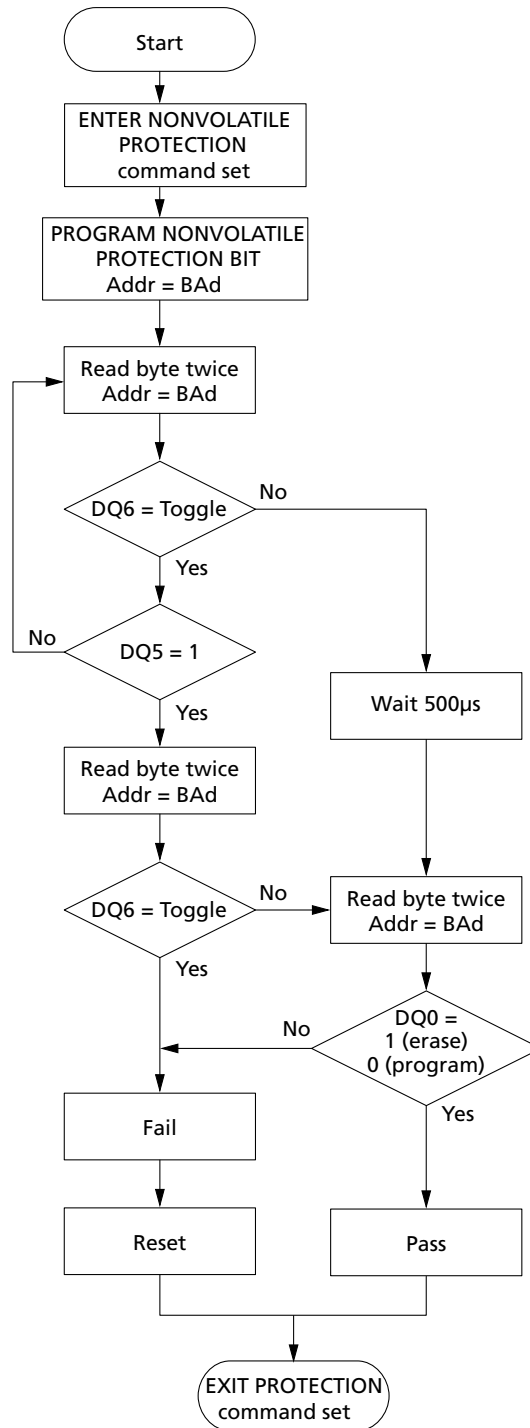 Start
ENTER NONVOLATILE
PROTECTION
command set
PROGRAM NONVOLATILE
PROTECTION BIT
Addr = BAd
Read byte twice
Addr = BAd
DQ6 = Toggle
No
Yes
DQ5 = 1
No
Yes
Wait 500µs
Read byte twice
Addr = BAd
DQ6 = Toggle
No
Yes
Read byte twice
Addr = BAd
DQ0 =
1 (erase)
0 (program)
No
Yes
Fail
Reset
Pass
EXIT PROTECTION
command set